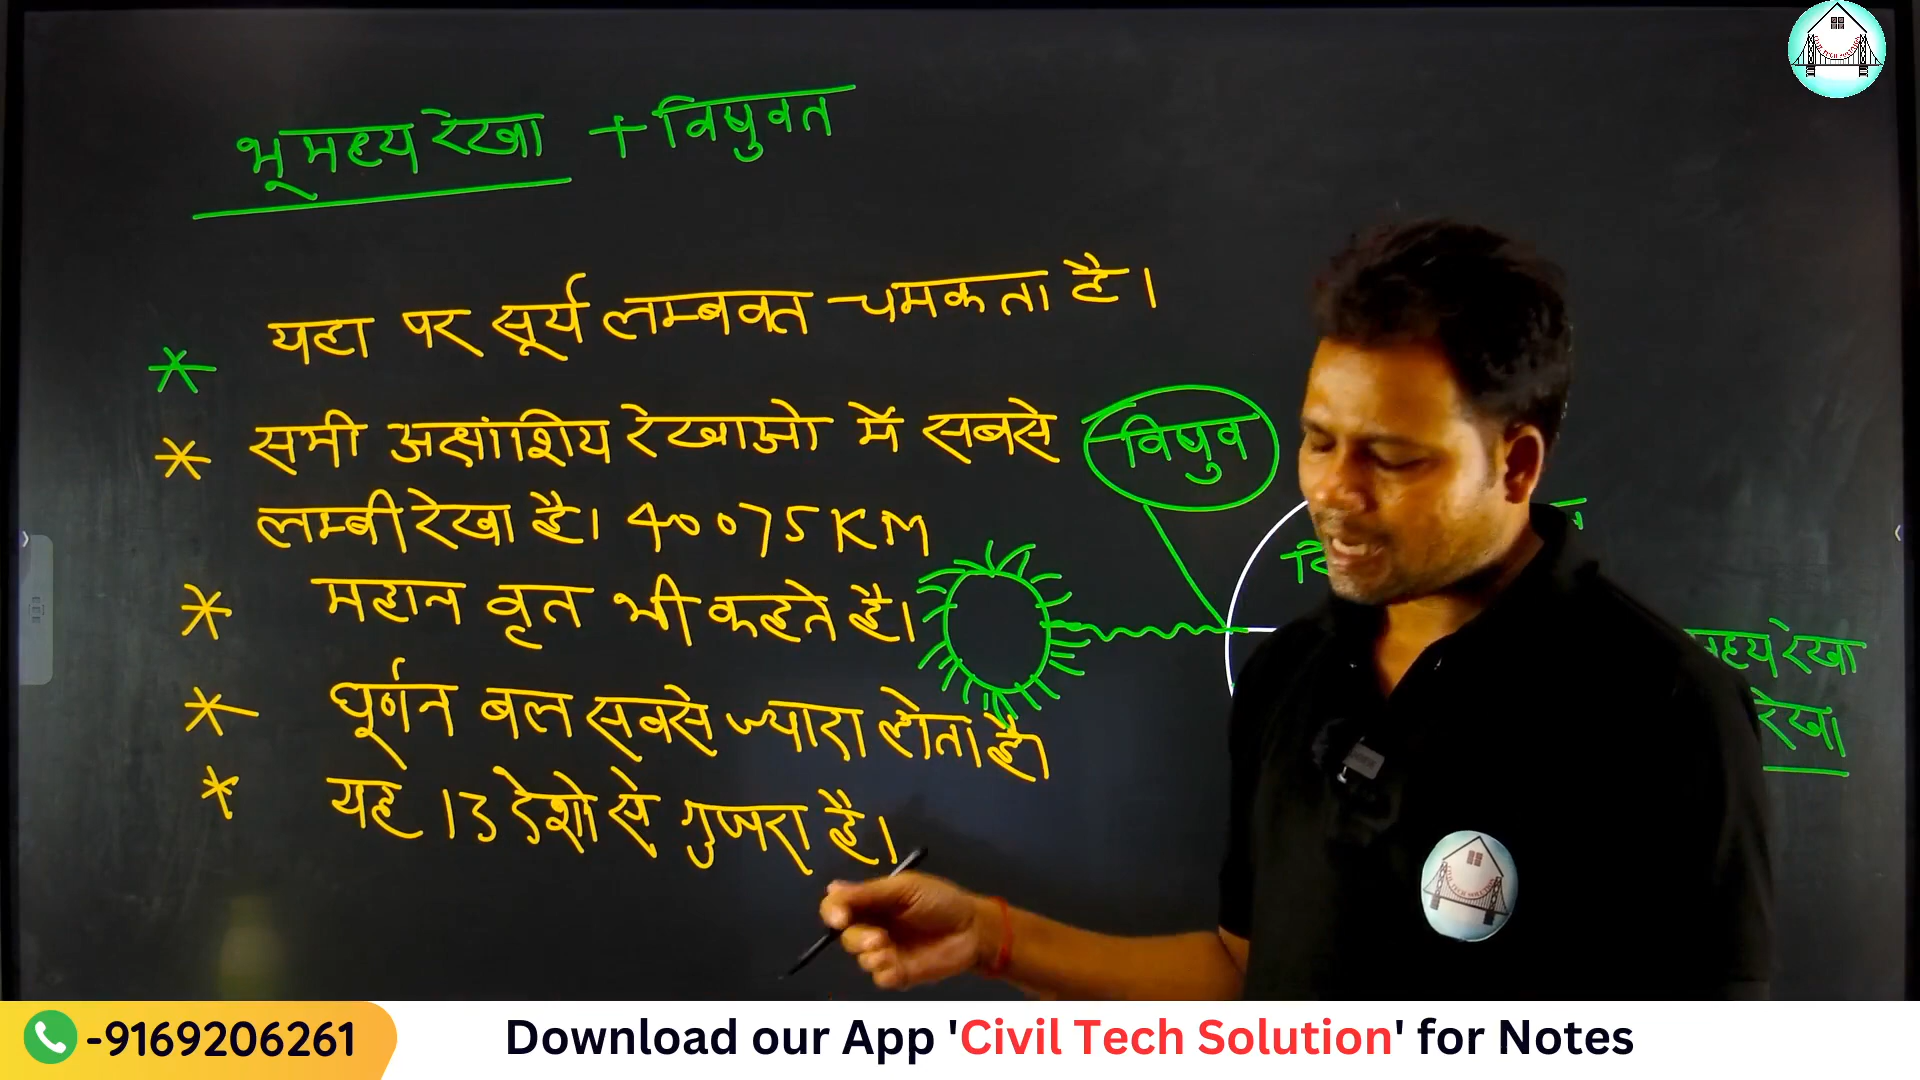 भूमध्य रेखा + विषुवत
यहा पर सूर्य लम्बवत चमकता है।
सभी अक्षांशिय रेखाओ में सबसे
लम्बी रेखा है। 40075 KM
महान वृत भी कहते है।
घूर्णन बल सबसे ज्यादा होता है।
यह 13 देशो से गुजरा है।
विषुव
मध्य रेखा
रेखा
-9169206261
Download our App 'Civil Tech Solution' for Notes